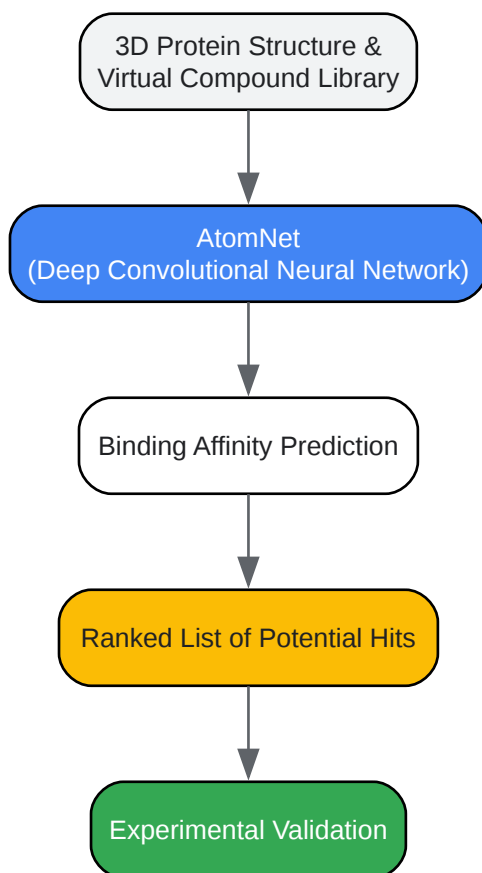 3D Protein Structure &
Virtual Compound Library
AtomNet
(Deep Convolutional Neural Network)
Binding Affinity Prediction
Ranked List of Potential Hits
Experimental Validation